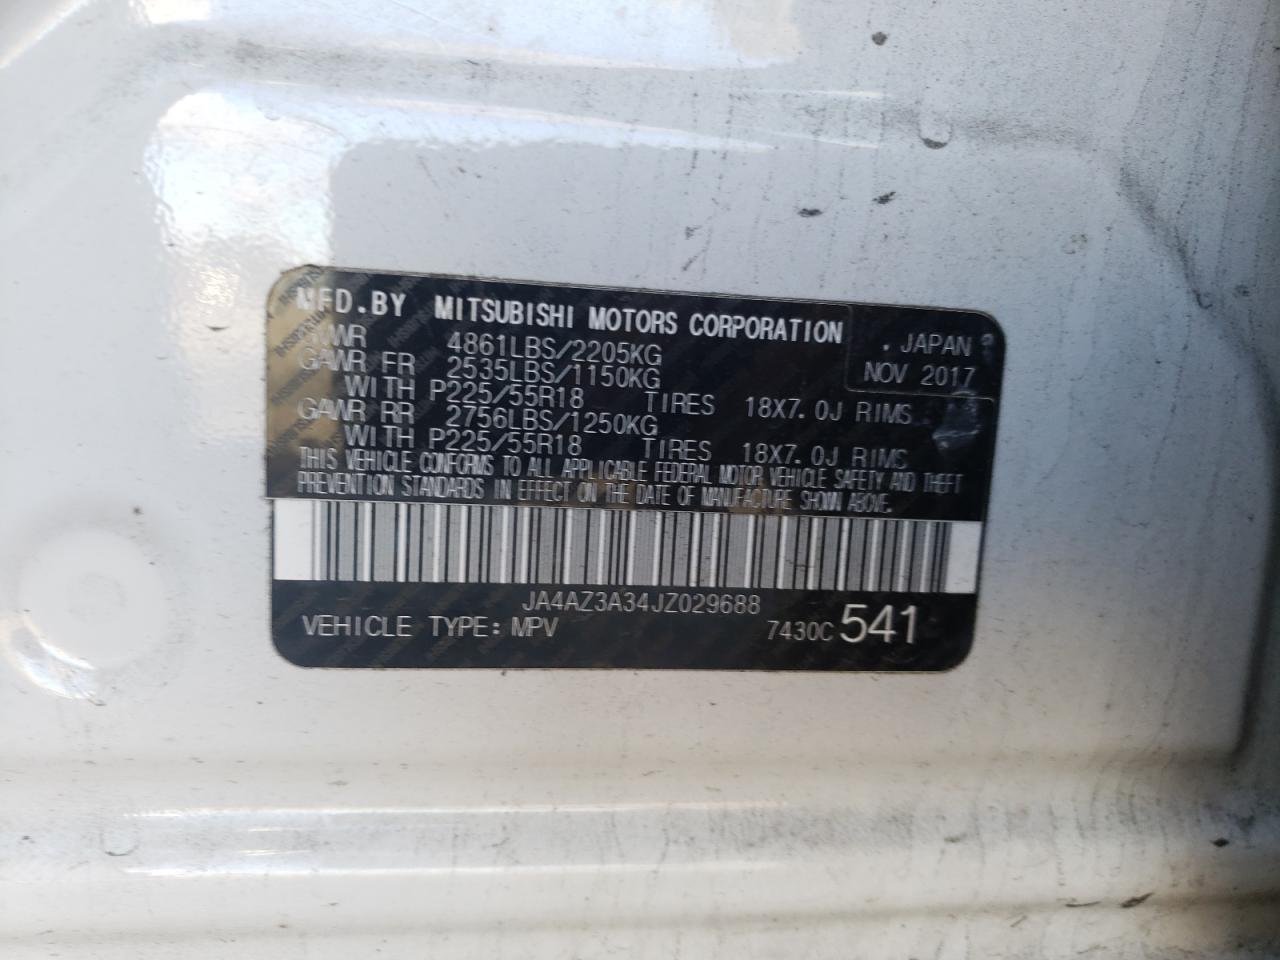 MFD.BY MITSUBISHI MOTORS CORPORATION
. JAPAN
NOV 2017
GVWR 4861LBS/2205KG
GAWR FR 2535LBS/1150KG
WITH P225/55R18 TIRES 18X7.0J RIMS
GAWR RR 2756LBS/1250KG
WITH P225/55R18 TIRES 18X7.0J RIMS
THIS VEHICLE CONFORMS TO ALL APPLICABLE FEDERAL MOTOR VEHICLE SAFETY AND THEFT
PREVENTION STANDARDS IN EFFECT ON THE DATE OF MANUFACTURE SHOWN ABOVE.
JA4AZ3A34JZ029688
VEHICLE TYPE: MPV 7430C 541